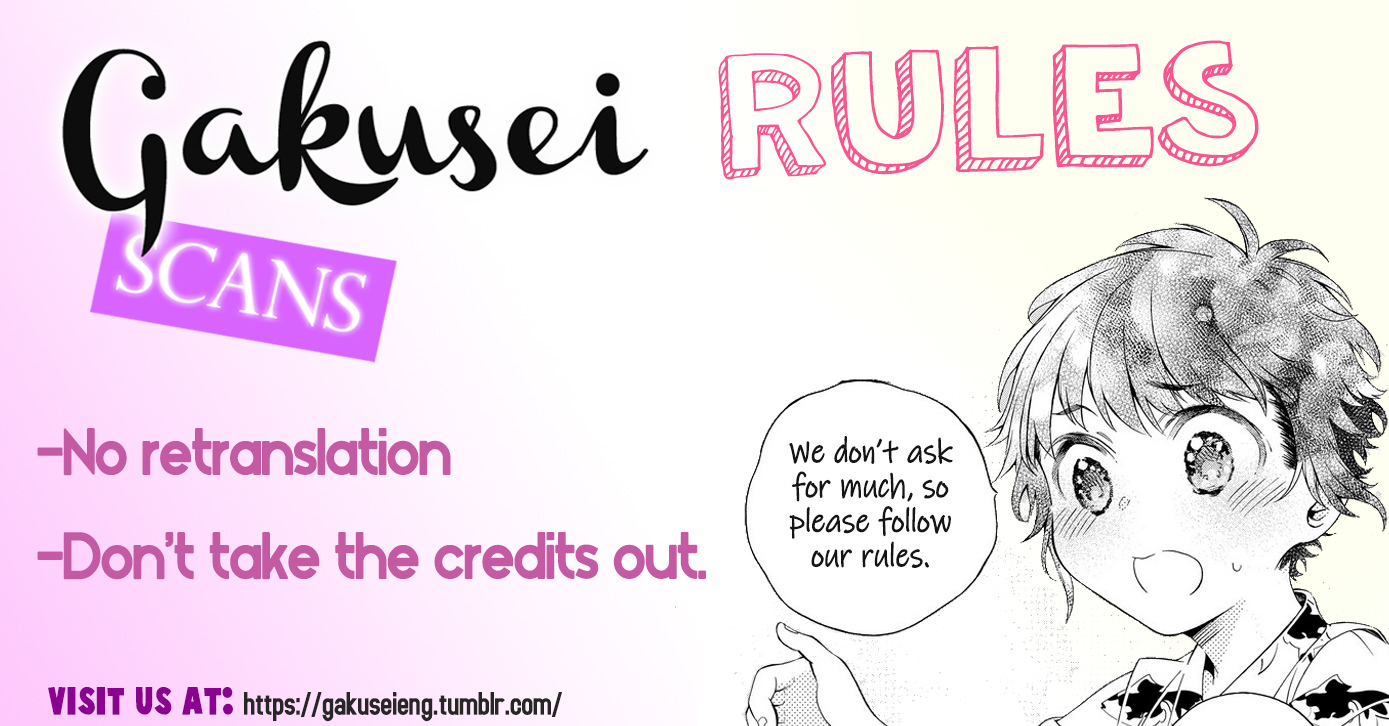 Gakusei
SCANS
RULES
-No retranslation
-Don't take the credits out.
We don't ask
for much, so
please follow
our rules.
VISIT US AT: https://gakuseieng.tumblr.com/